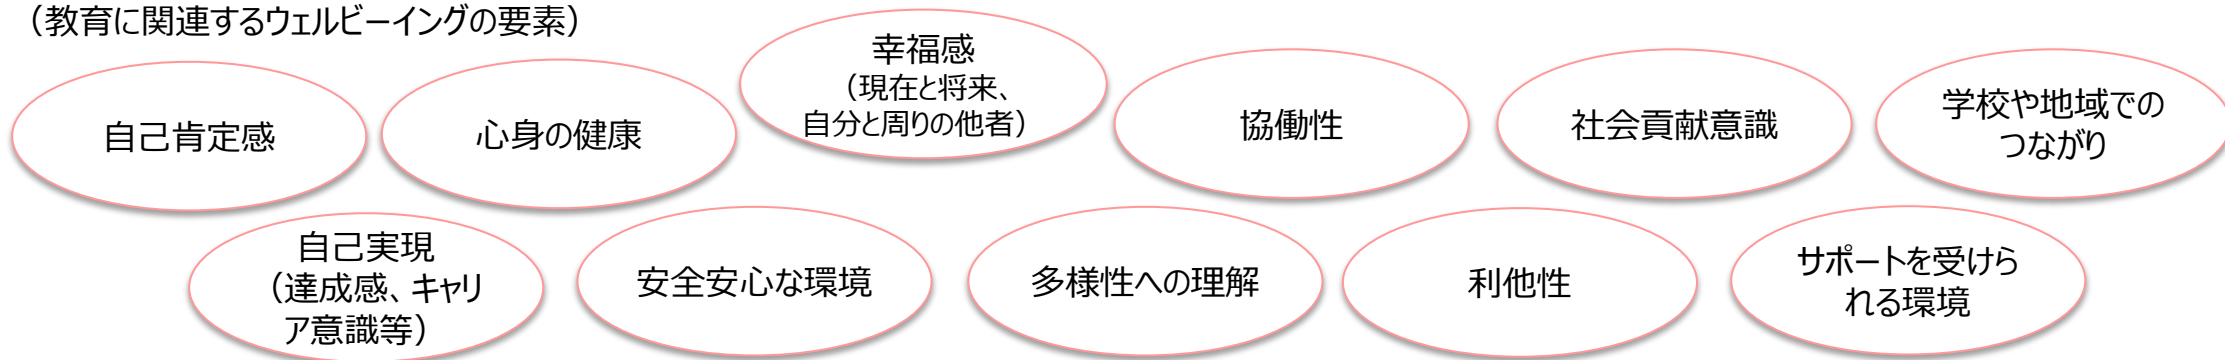 （教育に関連するウェルビーイングの要素）
自己肯定感
心身の健康
幸福感
（現在と将来、
自分と周りの他者）
協働性
社会貢献意識
学校や地域での
つながり
自己実現
（達成感、キャリ
ア意識等）
安全安心な環境
多様性への理解
利他性
サポートを受けら
れる環境